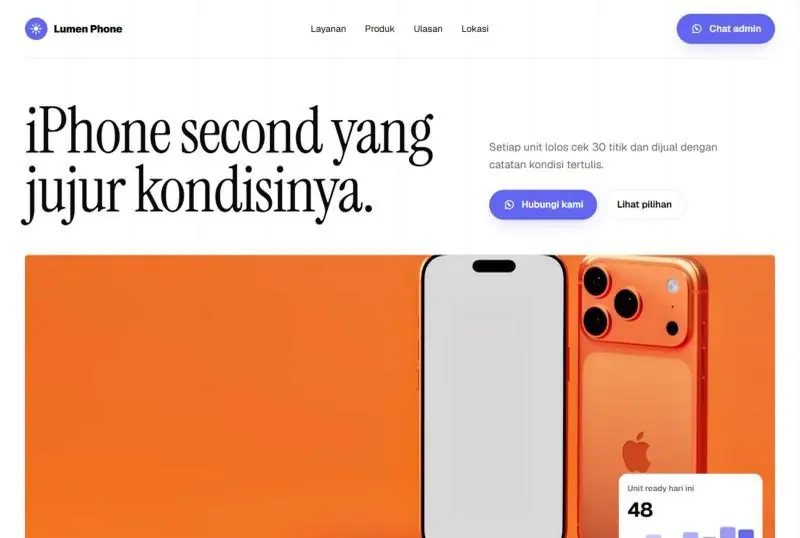 Lumen Phone
Layanan
Produk
Ulasan
Lokasi
Chat admin
iPhone second yang
jujur kondisinya.
Setiap unit lolos cek 30 titik dan dijual dengan
catatan kondisi tertulis.
Hubungi kami
Lihat pilihan
Unit ready hari ini
48